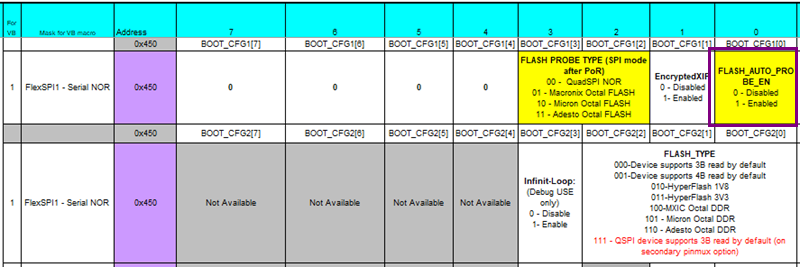 For VB Mask for VB macro Address 7 6 5 4 3 2 1 0
0x450 BOOT_CFG1[7] BOOT_CFG1[6] BOOT_CFG1[5] BOOT_CFG1[4] BOOT_CFG1[3] BOOT_CFG1[2] BOOT_CFG1[1] BOOT_CFG1[0]
1 FlexSPI1 - Serial NOR 0x450 0 0 0 0
FLASH PROBE TYPE (SPI mode
after PoR)
00 - QuadSPI NOR
01 - Macronix Octal FLASH
10 - Micron Octal FLASH
11 - Adesto Octal FLASH
EncryptedXIP
0 - Disabled
1- Enabled
FLASH_AUTO_PRO
BE_EN
0 - Disabled
1 - Enabled
0x450 BOOT_CFG2[7] BOOT_CFG2[6] BOOT_CFG2[5] BOOT_CFG2[4] BOOT_CFG2[3] BOOT_CFG2[2] BOOT_CFG2[1] BOOT_CFG2[0]
1 FlexSPI1 - Serial NOR 0x450 Not Available Not Available Not Available Not Available
Infinit-Loop:
(Debug USE
only)
0 - Disable
1- Enable
FLASH_TYPE
000-Device supports 3B read by default
001-Device supports 4B read by default
010-HyperFlash 1V8
011-HyperFlash 3V3
100-MXIC Octal DDR
101 - Micron Octal DDR
110 - Adesto Octal DDR
111 - QSPI device supports 3B read by default (on
secondary pinmux option)